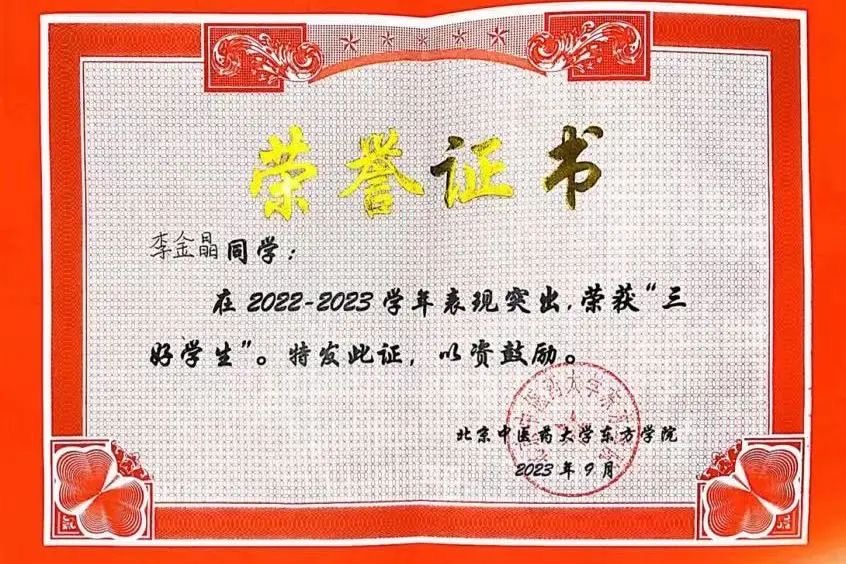 荣誉证书
李金晶同学：
在2022-2023学年表现突出,荣获“三
好学生”。特发此证，以资鼓励。
北京中医药大学东方学院
2023年9月